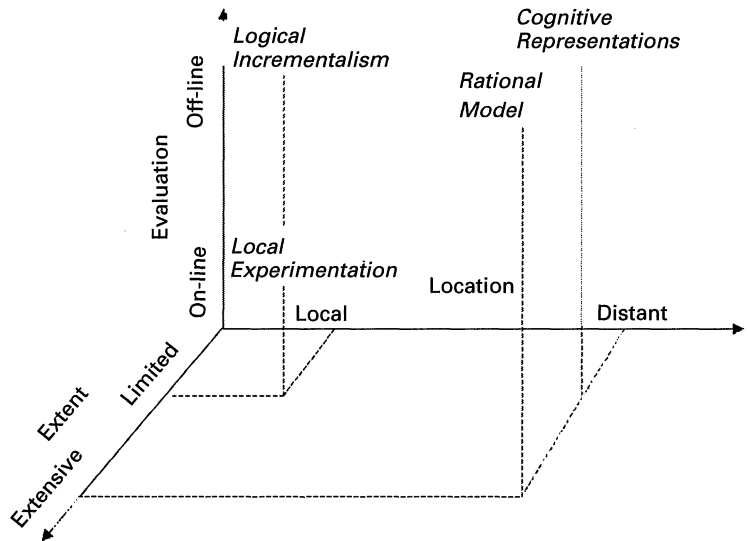 Cognitive
Representations
Logical
Incrementalism
Rational
Model
Off-line
Evaluation
On-line
Local
Experimentation
Location
Local
Distant
Limited
Extent
Extensive